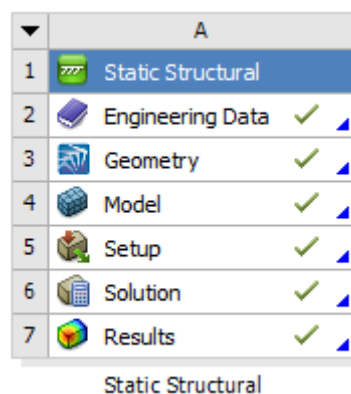 A
1 Static Structural
2 Engineering Data
3 Geometry
4 Model
5 Setup
6 Solution
7 Results
Static Structural